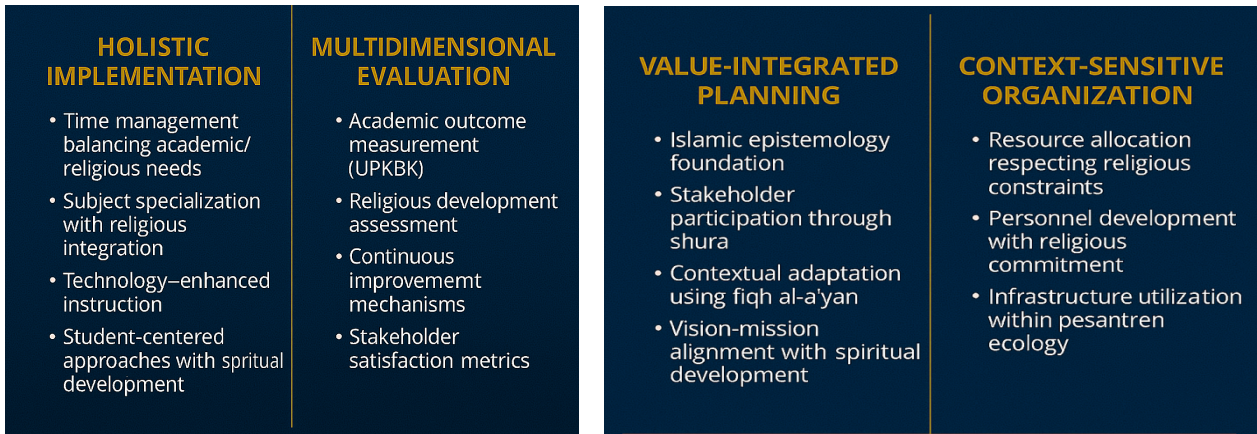 HOLISTIC
IMPLEMENTATION
• Time management
balancing academic/
religious needs
• Subject specialization
with religious
integration
• Technology–enhanced
instruction
• Student-centered
approaches with spritual
development
MULTIDIMENSIONAL
EVALUATION
• Academic outcome
measurement
(UPKBK)
• Religious development
assessment
• Continuous
improvememt
mechanisms
• Stakeholder
satisfaction metrics
VALUE-INTEGRATED
PLANNING
• Islamic epistemology
foundation
• Stakeholder
participation through
shura
• Contextual adaptation
using fiqh al-a'yan
• Vision-mission
alignment with spiritual
development
CONTEXT-SENSITIVE
ORGANIZATION
• Resource allocation
respecting religious
constraints
• Personnel development
with religious
commitment
• Infrastructure utilization
within pesantren
ecology